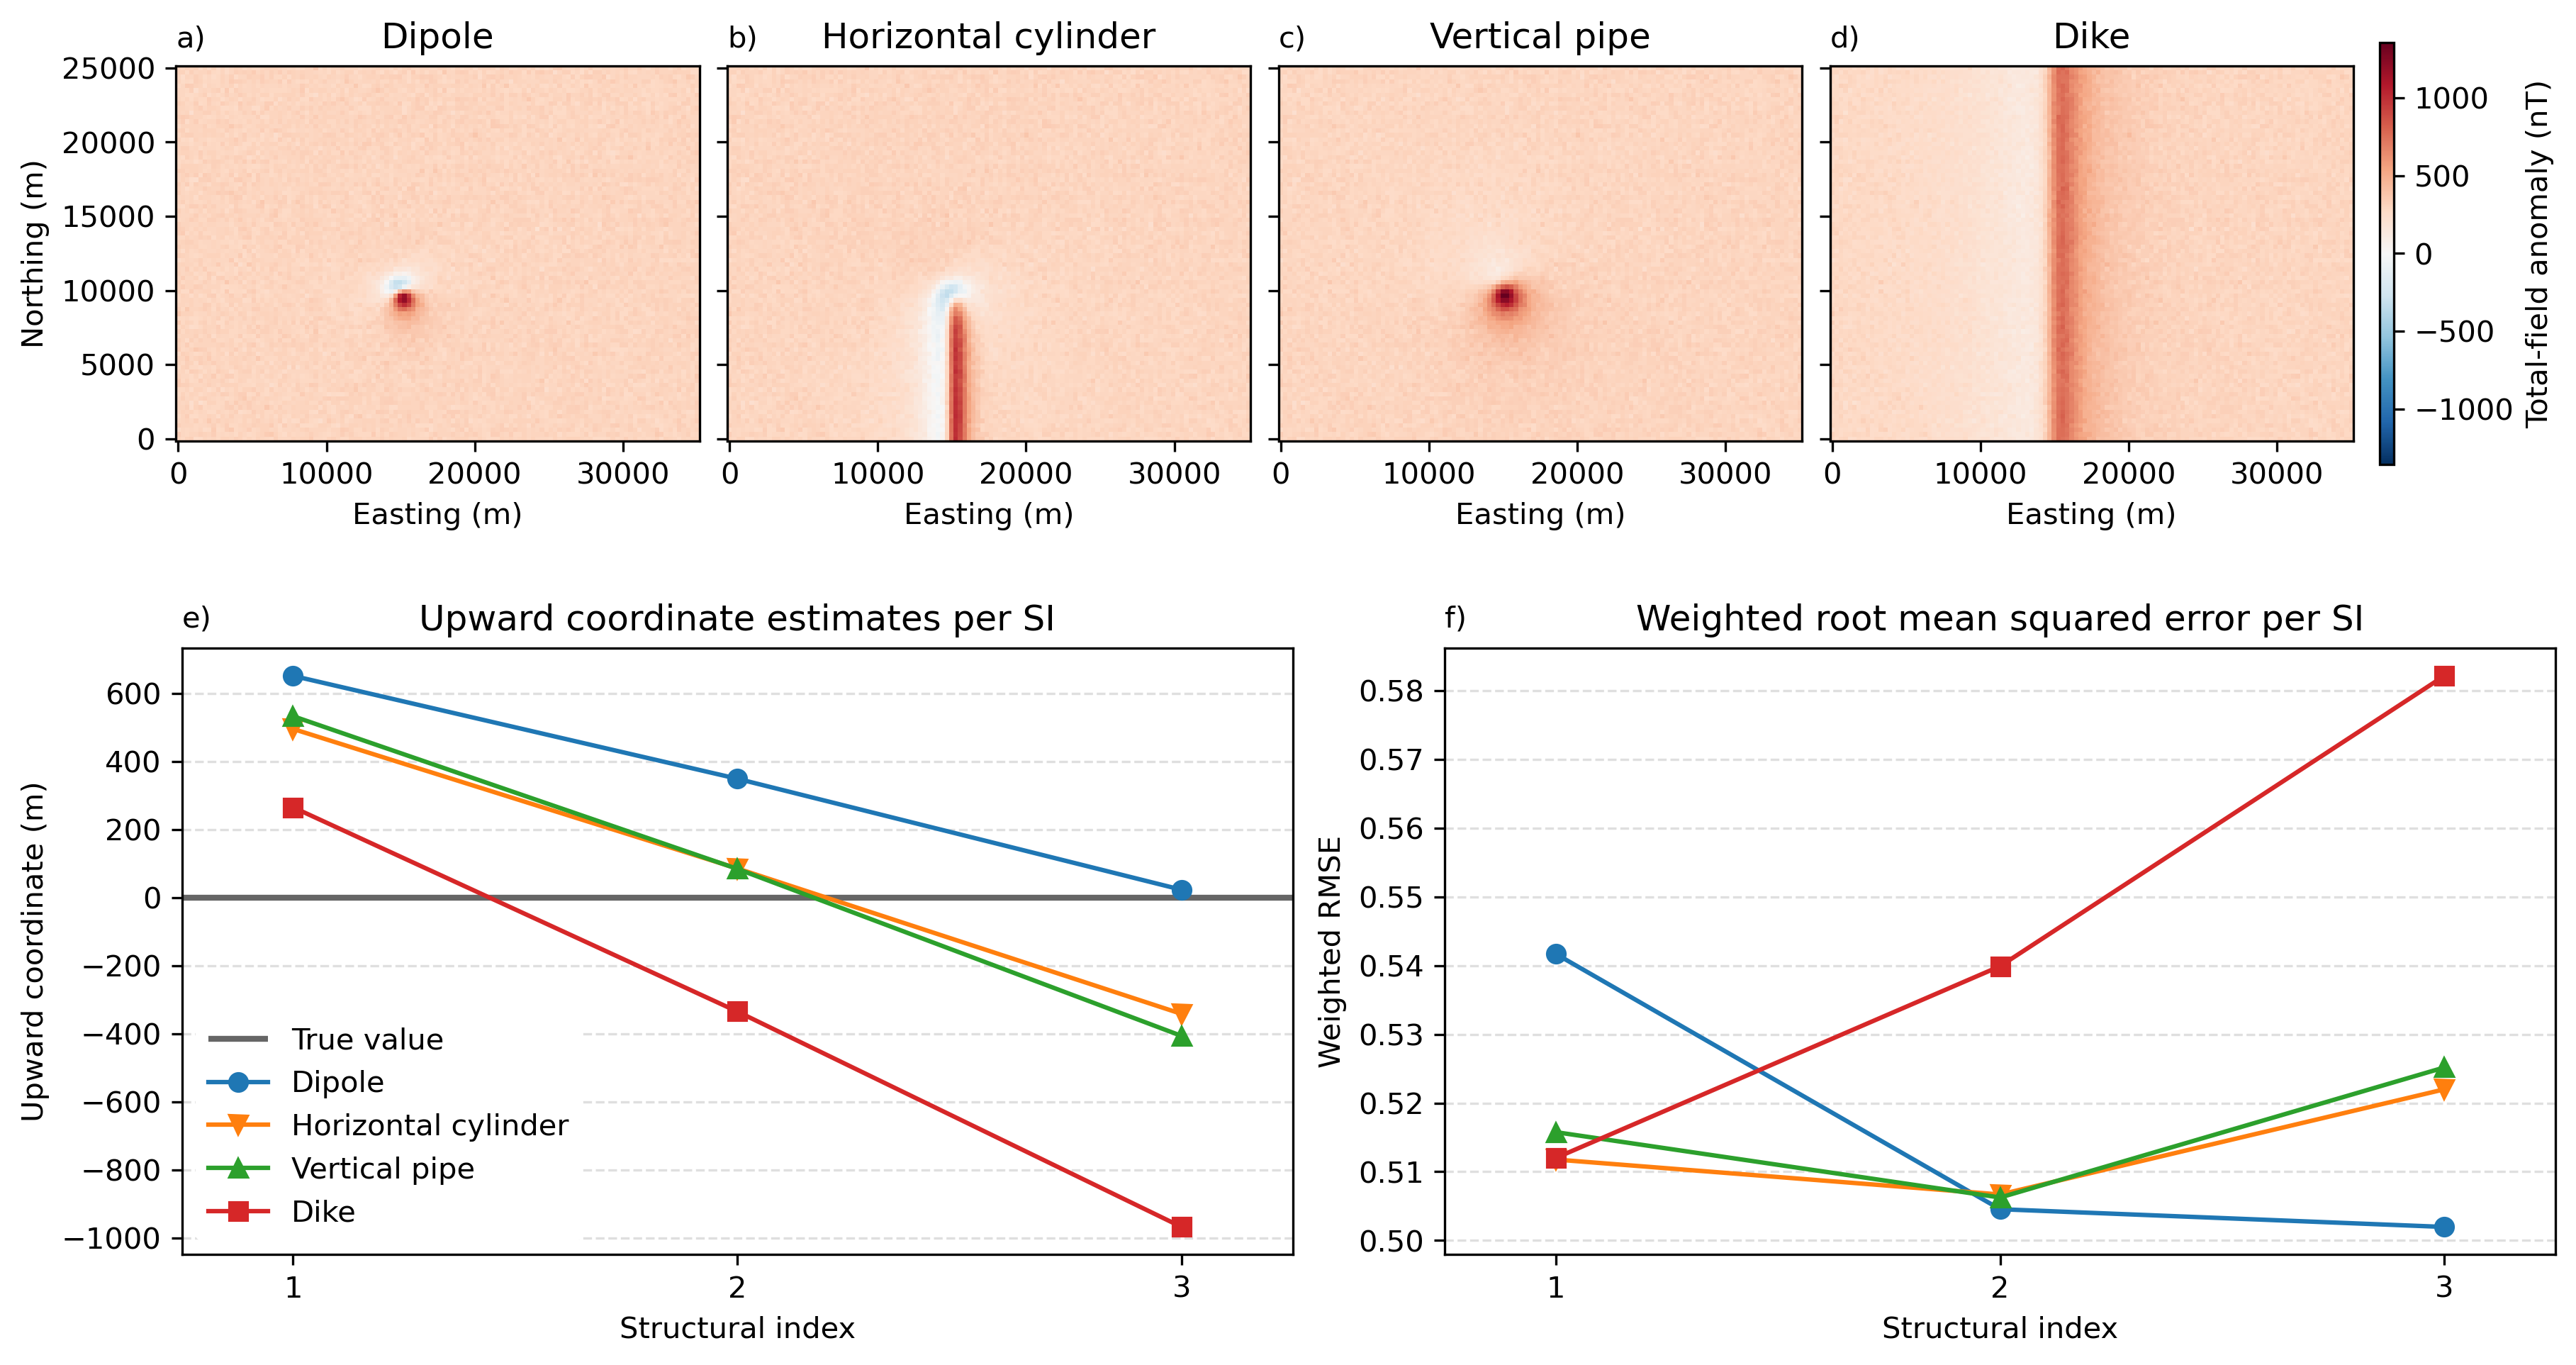 a) Dipole
b) Horizontal cylinder
c) Vertical pipe
d) Dike
25000
20000
15000
10000
5000
0
Northing (m)
0 10000 20000 30000
Easting (m)
0 10000 20000 30000
Easting (m)
0 10000 20000 30000
Easting (m)
0 10000 20000 30000
Easting (m)
1000
500
0
−500
−1000
Total-field anomaly (nT)
e) Upward coordinate estimates per SI
600
400
200
0
−200
−400
−600
−800
−1000
Upward coordinate (m)
True value
Dipole
Horizontal cylinder
Vertical pipe
Dike
1 2 3
Structural index
f) Weighted root mean squared error per SI
0.58
0.57
0.56
0.55
0.54
0.53
0.52
0.51
0.50
Weighted RMSE
1 2 3
Structural index